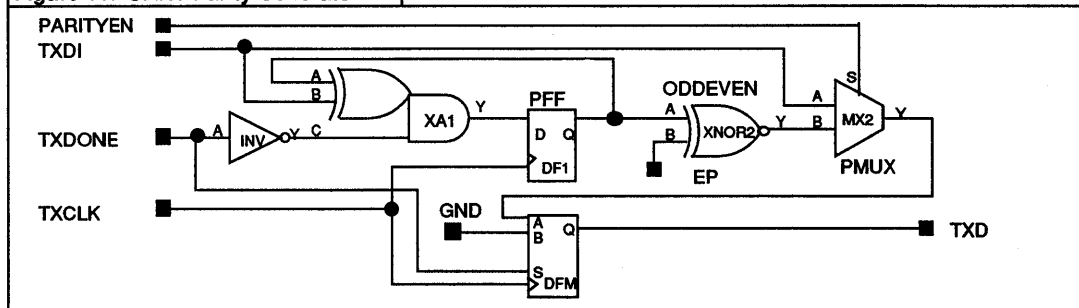 PARITYEN
TXDI
A
B
S
PFF
ODDEVEN
Y
A
A
XA1
D Q
B
XNOR2
Y
B
MX2
Y
TXDONE
A
INV
Y
C
DF1
EP
PMUX
TXCLK
GND
A
B
Q
TXD
S
DFM